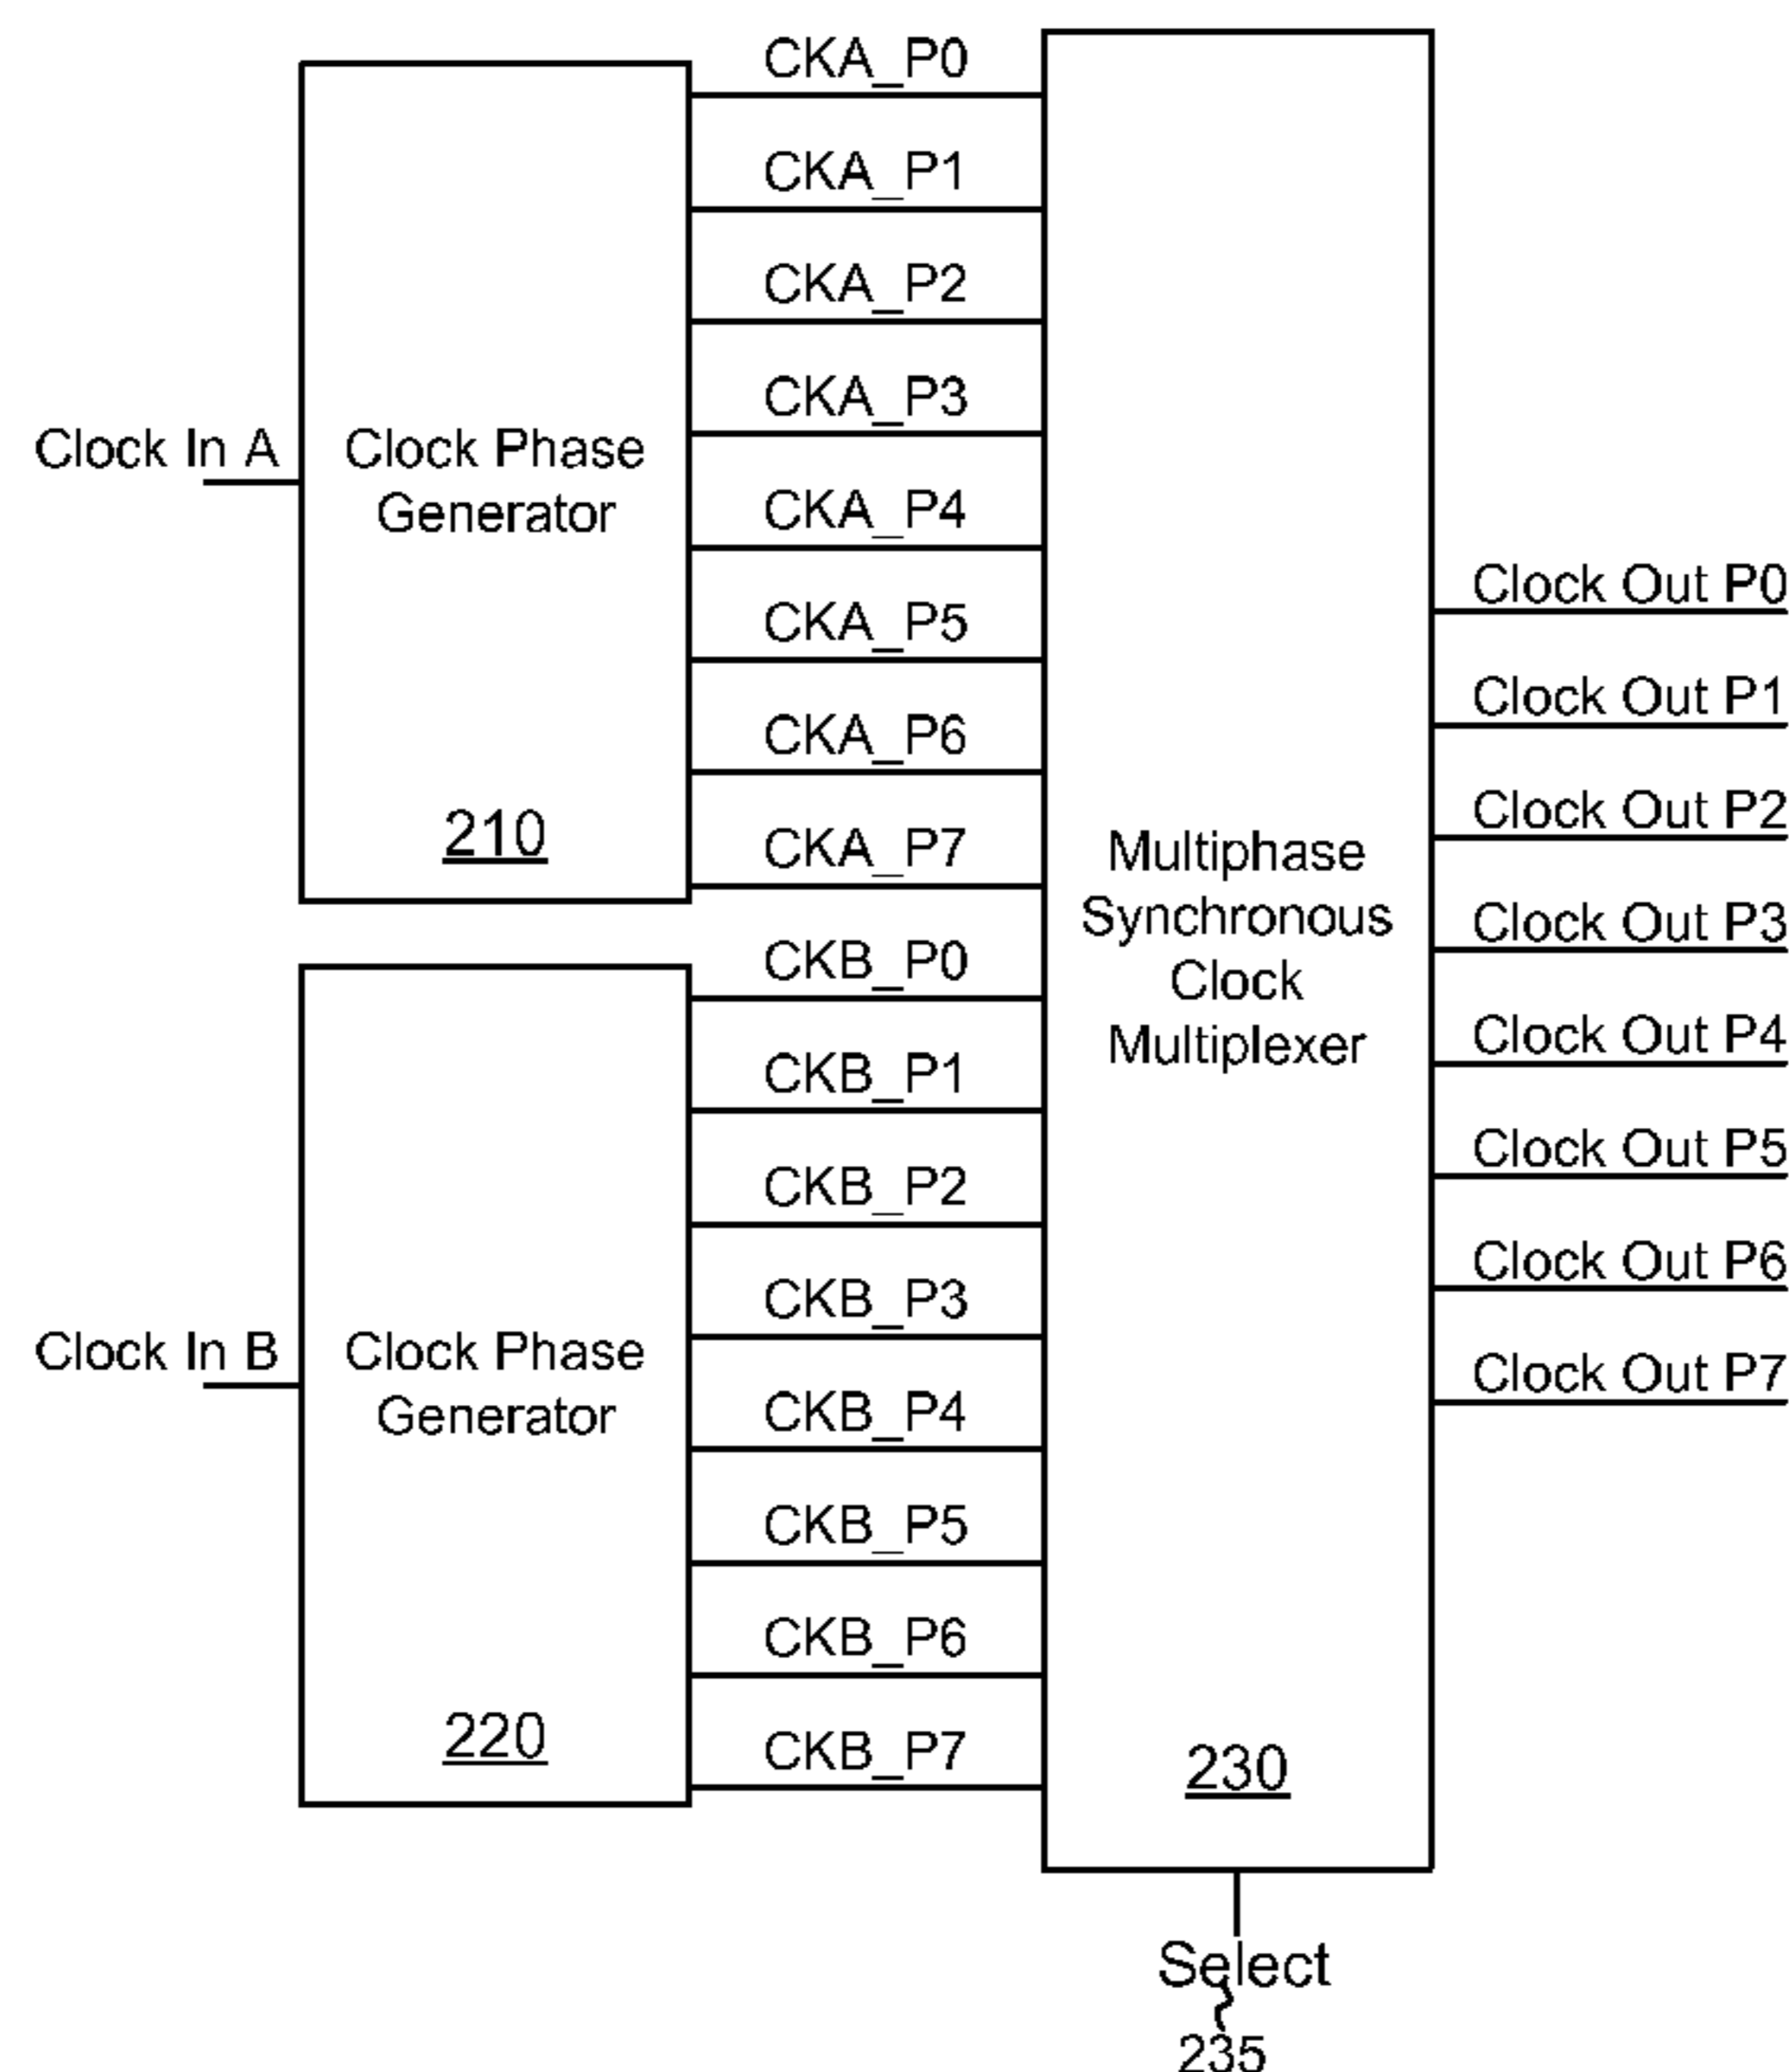 CKA_P0
CKA_P1
CKA_P2
CKA_P3
CKA_P4
CKA_P5
CKA_P6
CKA_P7
CKB_P0
CKB_P1
CKB_P2
CKB_P3
CKB_P4
CKB_P5
CKB_P6
CKB_P7
Clock In A
Clock Phase
Generator
210
Clock In B
Clock Phase
Generator
220
Multiphase
Synchronous
Clock
Multiplexer
230
Select
235
Clock Out P0
Clock Out P1
Clock Out P2
Clock Out P3
Clock Out P4
Clock Out P5
Clock Out P6
Clock Out P7